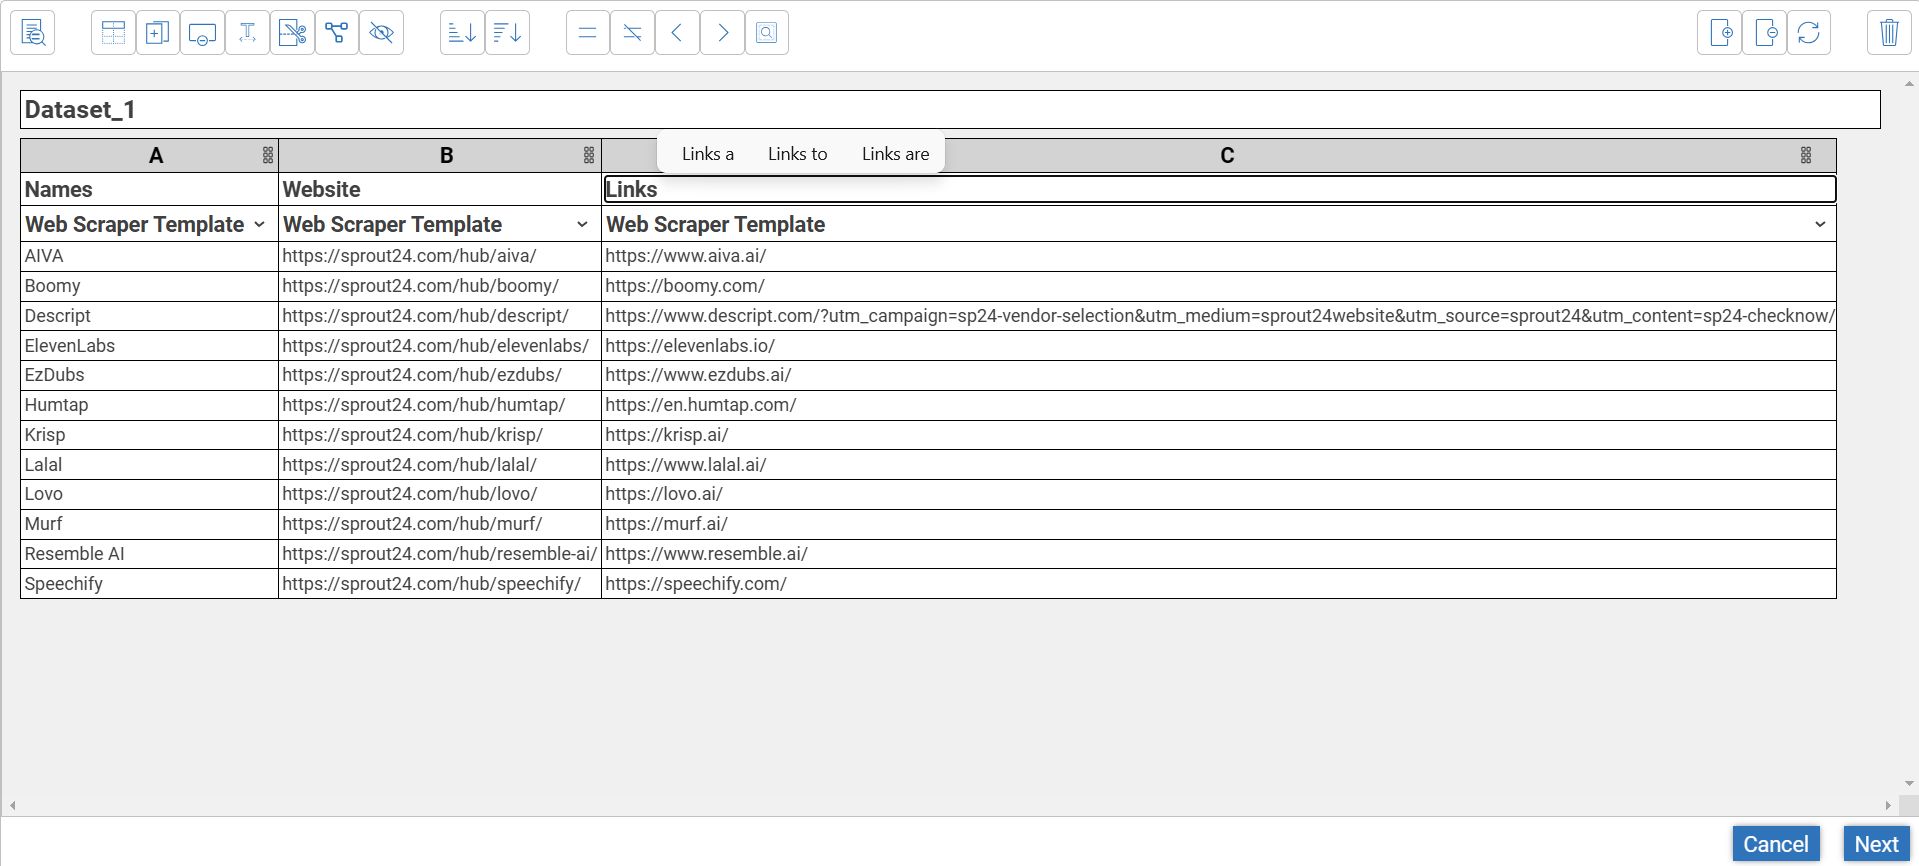 Dataset_1
A B C
Links a Links to Links are
Names Website Links
Web Scraper Template Web Scraper Template Web Scraper Template
AIVA https://sprout24.com/hub/aiva/ https://www.aiva.ai/
Boomy https://sprout24.com/hub/boomy/ https://boomy.com/
Descript https://sprout24.com/hub/descript/ https://www.descript.com/?utm_campaign=sp24-vendor-selection&utm_medium=sprout24website&utm_source=sprout24&utm_content=sp24-checknow/
ElevenLabs https://sprout24.com/hub/elevenlabs/ https://elevenlabs.io/
EzDubs https://sprout24.com/hub/ezdubs/ https://www.ezdubs.ai/
Humtap https://sprout24.com/hub/humtap/ https://en.humtap.com/
Krisp https://sprout24.com/hub/krisp/ https://krisp.ai/
Lalal https://sprout24.com/hub/lalal/ https://www.lalal.ai/
Lovo https://sprout24.com/hub/lovo/ https://lovo.ai/
Murf https://sprout24.com/hub/murf/ https://murf.ai/
Resemble AI https://sprout24.com/hub/resemble-ai/ https://www.resemble.ai/
Speechify https://sprout24.com/hub/speechify/ https://speechify.com/
Cancel Next